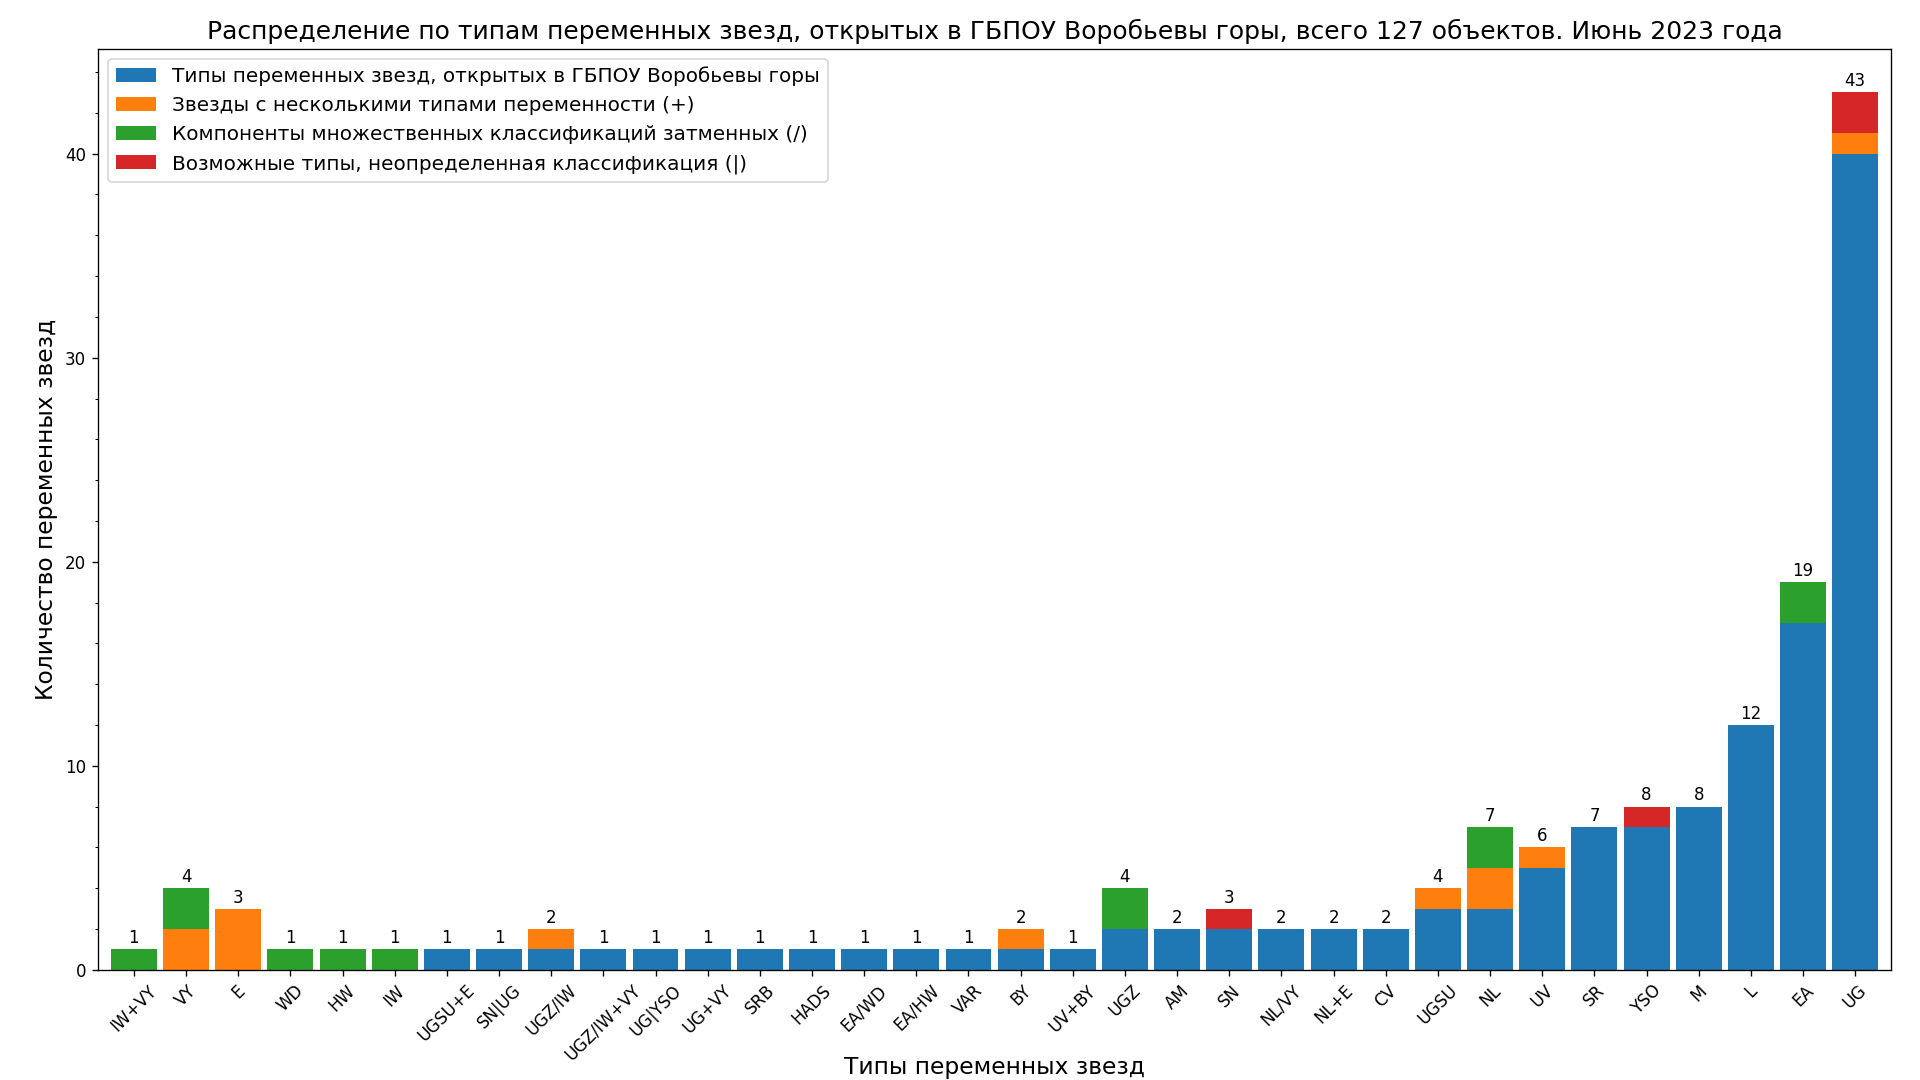 Распределение по типам переменных звезд, открытых в ГБПОУ Воробьевы горы, всего 127 объектов. Июнь 2023 года
Типы переменных звезд, открытых в ГБПОУ Воробьевы горы
Звезды с несколькими типами переменности (+)
Компоненты множественных классификаций затменных (/)
Возможные типы, неопределенная классификация (|)
Количество переменных звезд
40
30
20
10
0
1
4
3
1
1
1
1
1
2
1
1
1
1
1
1
1
1
2
1
4
2
3
2
2
2
4
7
6
7
8
8
12
19
43
IW+VY
VY
E
WD
HW
IW
UGSU+E
SN|UG
UGZ/IW
UGZ/IW+VY
UG|YSO
UG+VY
SRB
HADS
EA/WD
EA/HW
VAR
BY
UV+BY
UGZ
AM
SN
NL/VY
NL+E
CV
UGSU
NL
UV
SR
YSO
M
L
EA
UG
Типы переменных звезд